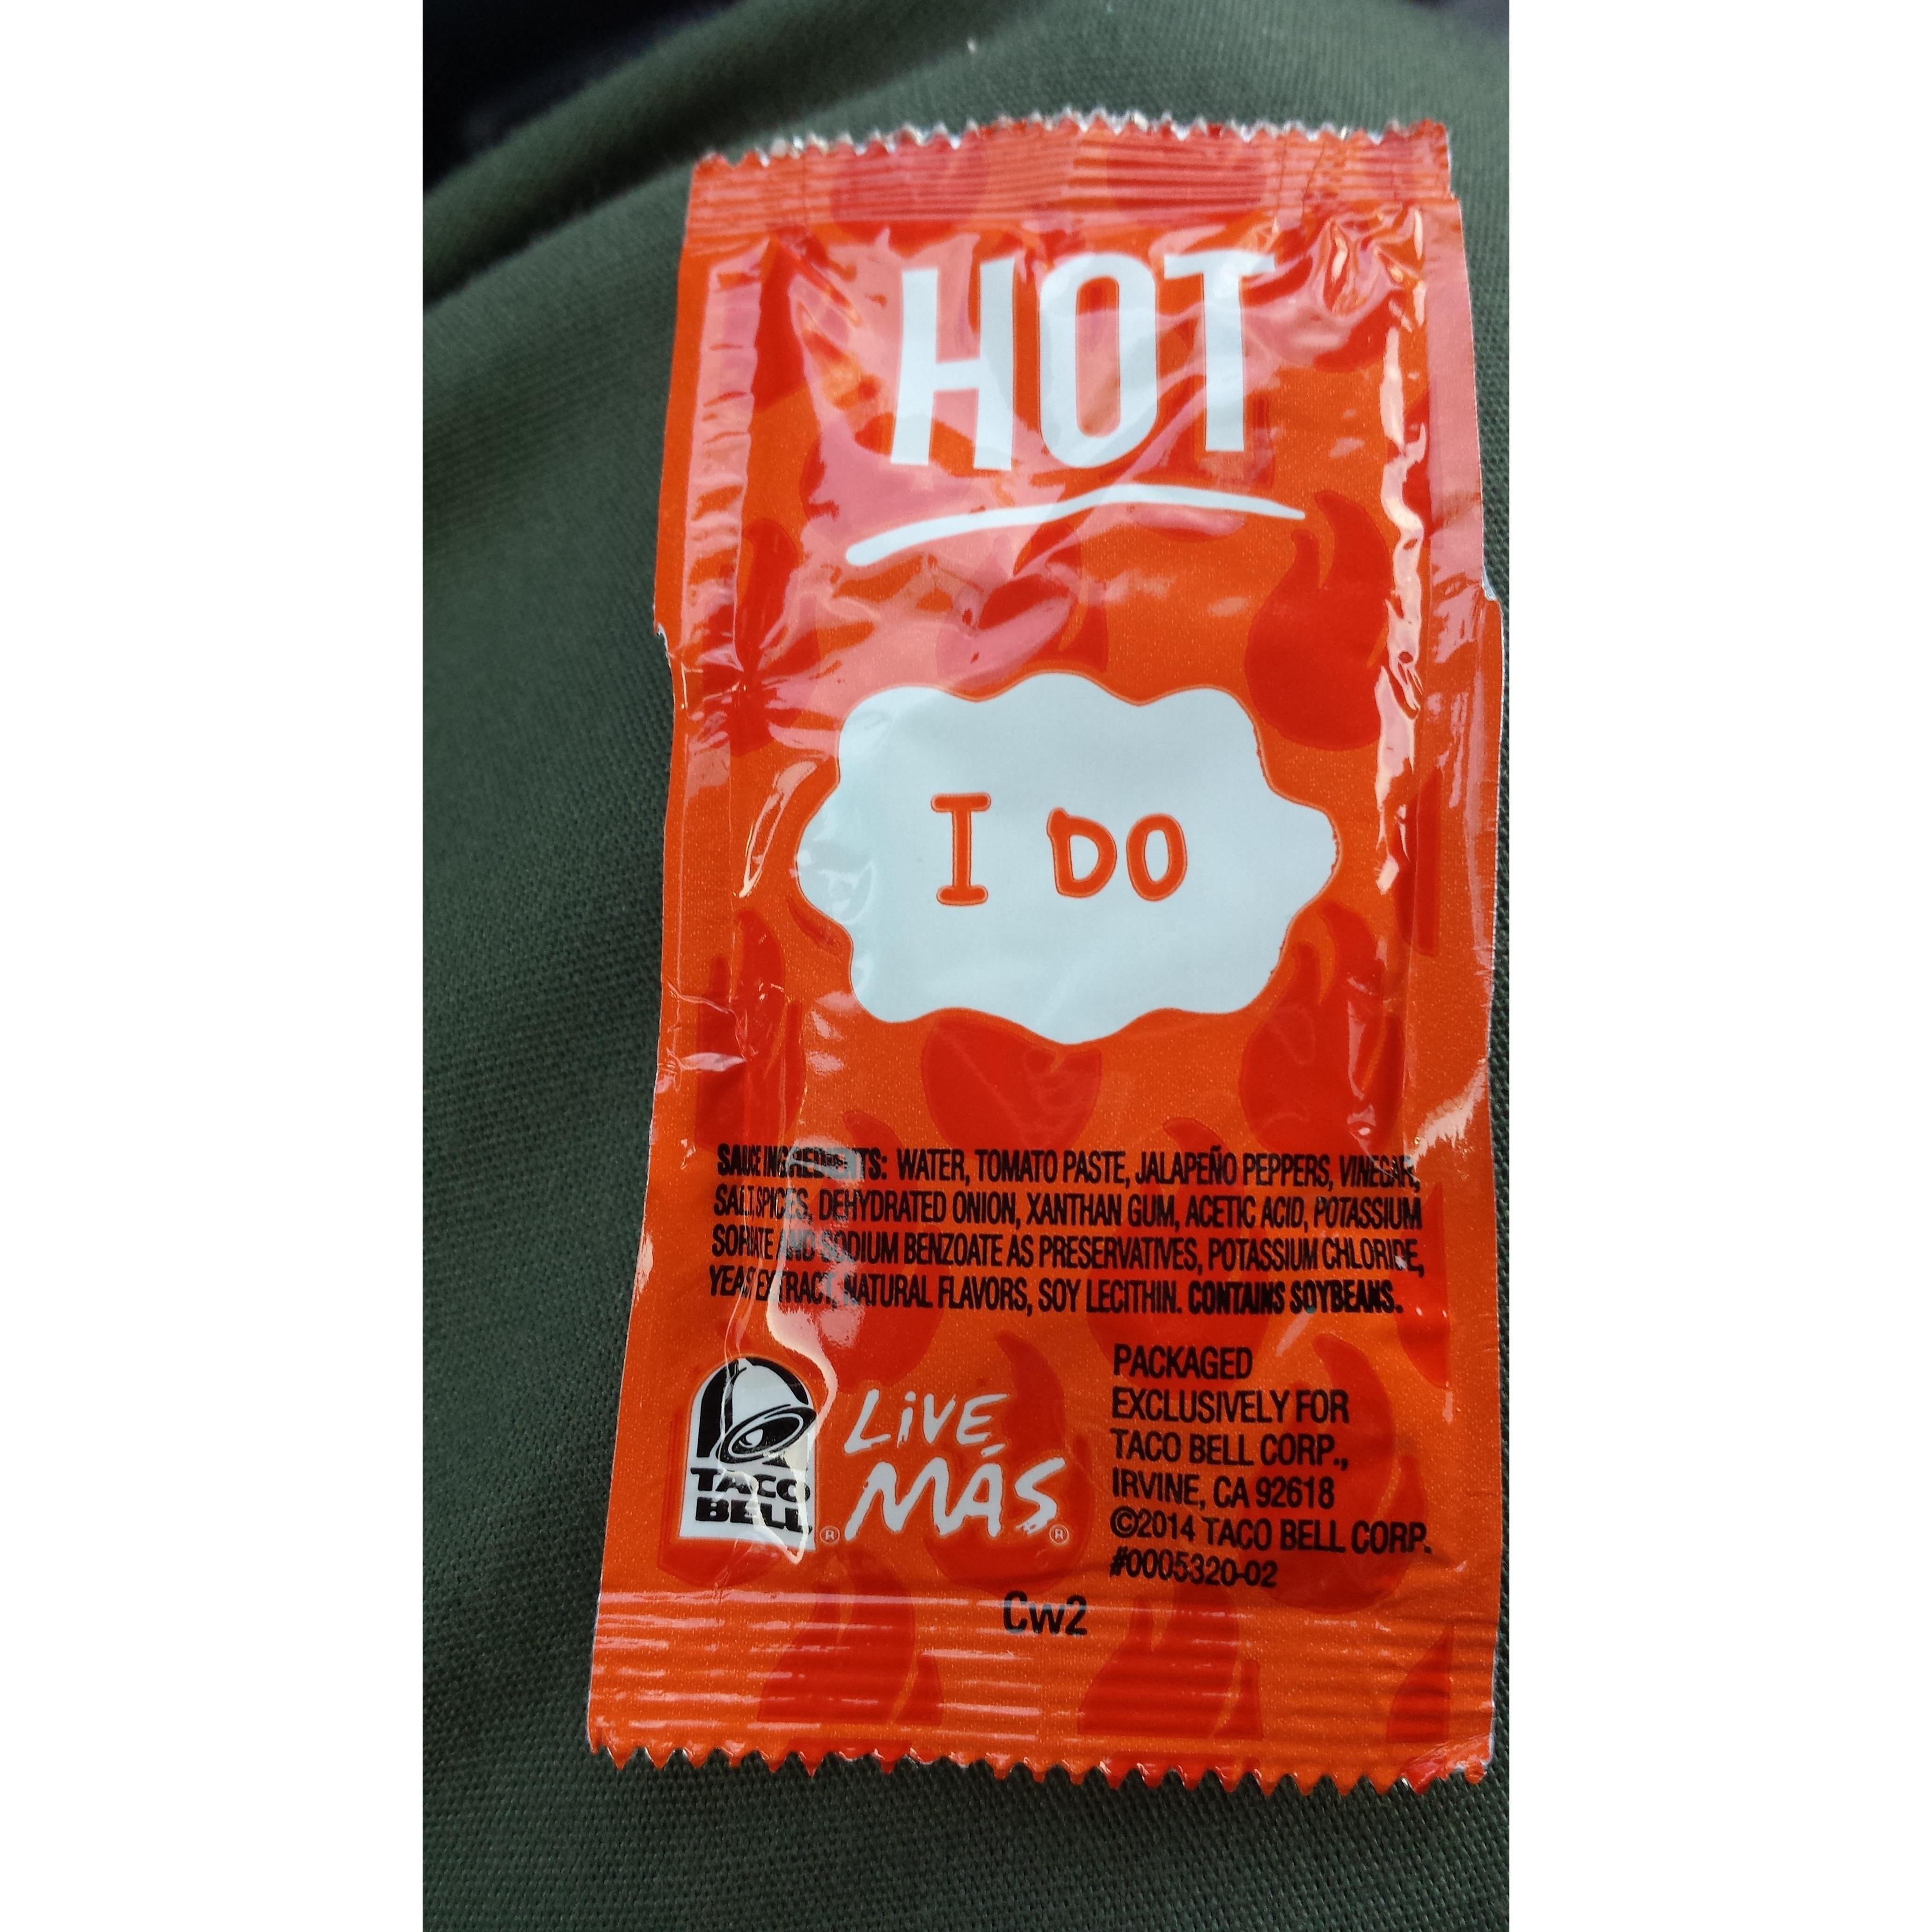 HOT
I DO
SAUCE INGREDIENTS: WATER, TOMATO PASTE, JALAPEÑO PEPPERS, VINEGAR,
SALT, SPICES, DEHYDRATED ONION, XANTHAN GUM, ACETIC ACID, POTASSIUM
SORBATE AND SODIUM BENZOATE AS PRESERVATIVES, POTASSIUM CHLORIDE,
YEAST EXTRACT, NATURAL FLAVORS, SOY LECITHIN. CONTAINS SOYBEANS.
TACO
BELL®
LiVE
MÁS®
PACKAGED
EXCLUSIVELY FOR
TACO BELL CORP.,
IRVINE, CA 92618
©2014 TACO BELL CORP.
#0005320-02
CW2